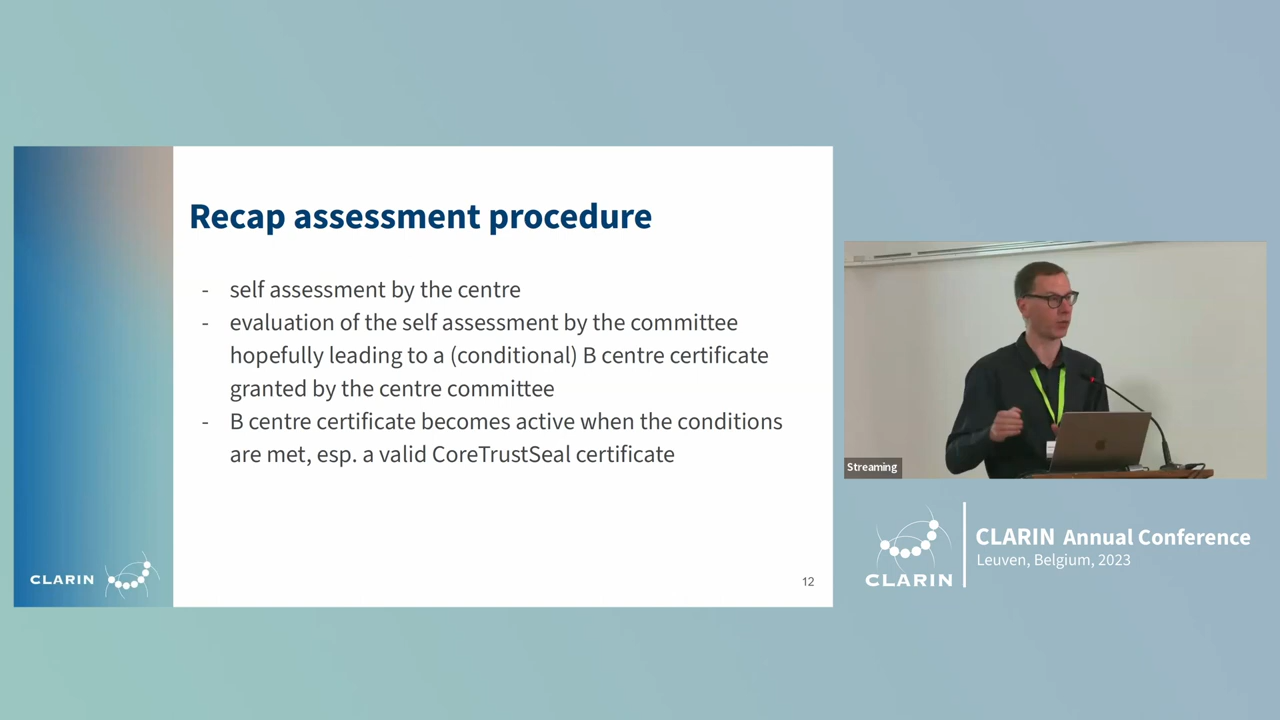 Recap assessment procedure
- self assessment by the centre
- evaluation of the self assessment by the committee
hopefully leading to a (conditional) B centre certificate
granted by the centre committee
- B centre certificate becomes active when the conditions
are met, esp. a valid CoreTrustSeal certificate
CLARIN
12
Streaming
CLARIN
CLARIN Annual Conference
Leuven, Belgium, 2023